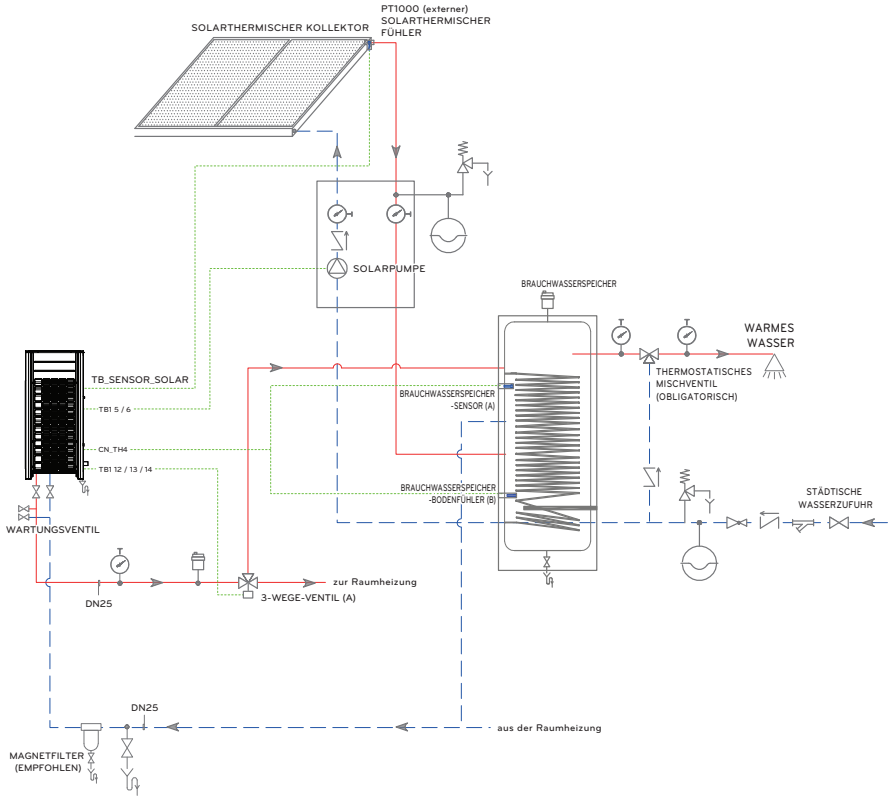 PT1000 (externer)
SOLARTHERMISCHER
FÜHLER
SOLARTHERMISCHER KOLLEKTOR
SOLARPUMPE
BRAUCHWASSERSPEICHER
WARMES
WASSER
THERMOSTATISCHES
MISCHVENTIL
(OBLIGATORISCH)
TB_SENSOR_SOLAR
BRAUCHWASSERSPEICHER
-SENSOR (A)
TB1 5 / 6
CN_TH4
TB1 12 / 13 / 14
BRAUCHWASSERSPEICHER
-BODENFÜHLER (B)
STÄDTISCHE
WASSERZUFUHR
WARTUNGSVENTIL
T
T
T
zur Raumheizung
DN25
3-WEGE-VENTIL (A)
DN25
aus der Raumheizung
MAGNETFILTER
(EMPFOHLEN)